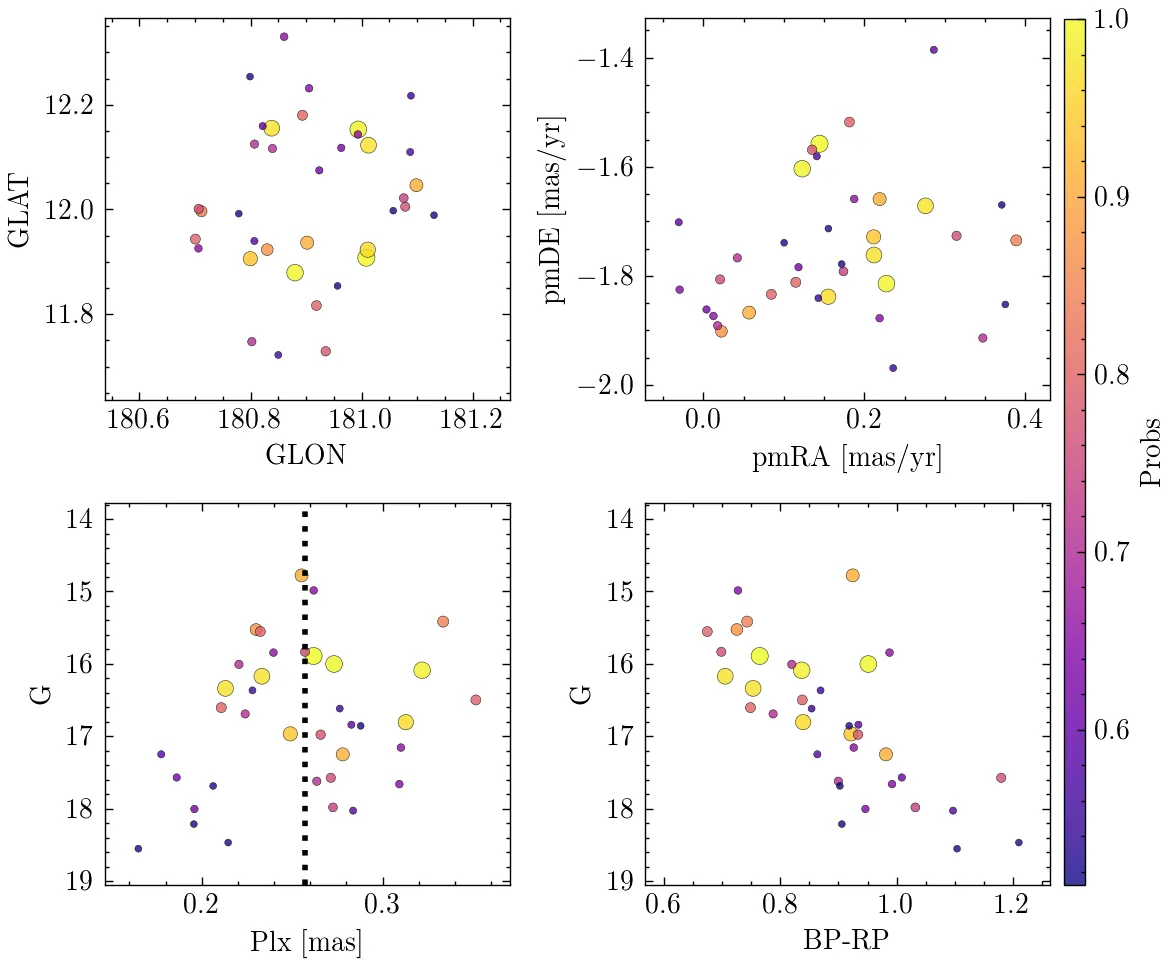 12.2
12.0
11.8
GLAT
180.6 180.8 181.0 181.2
GLON
−1.4
−1.6
−1.8
−2.0
pmDE [mas/yr]
0.0 0.2 0.4
pmRA [mas/yr]
14
15
16
17
18
19
G
0.2 0.3
Plx [mas]
14
15
16
17
18
19
G
0.6 0.8 1.0 1.2
BP-RP
1.0
0.9
0.8
0.7
0.6
Probs